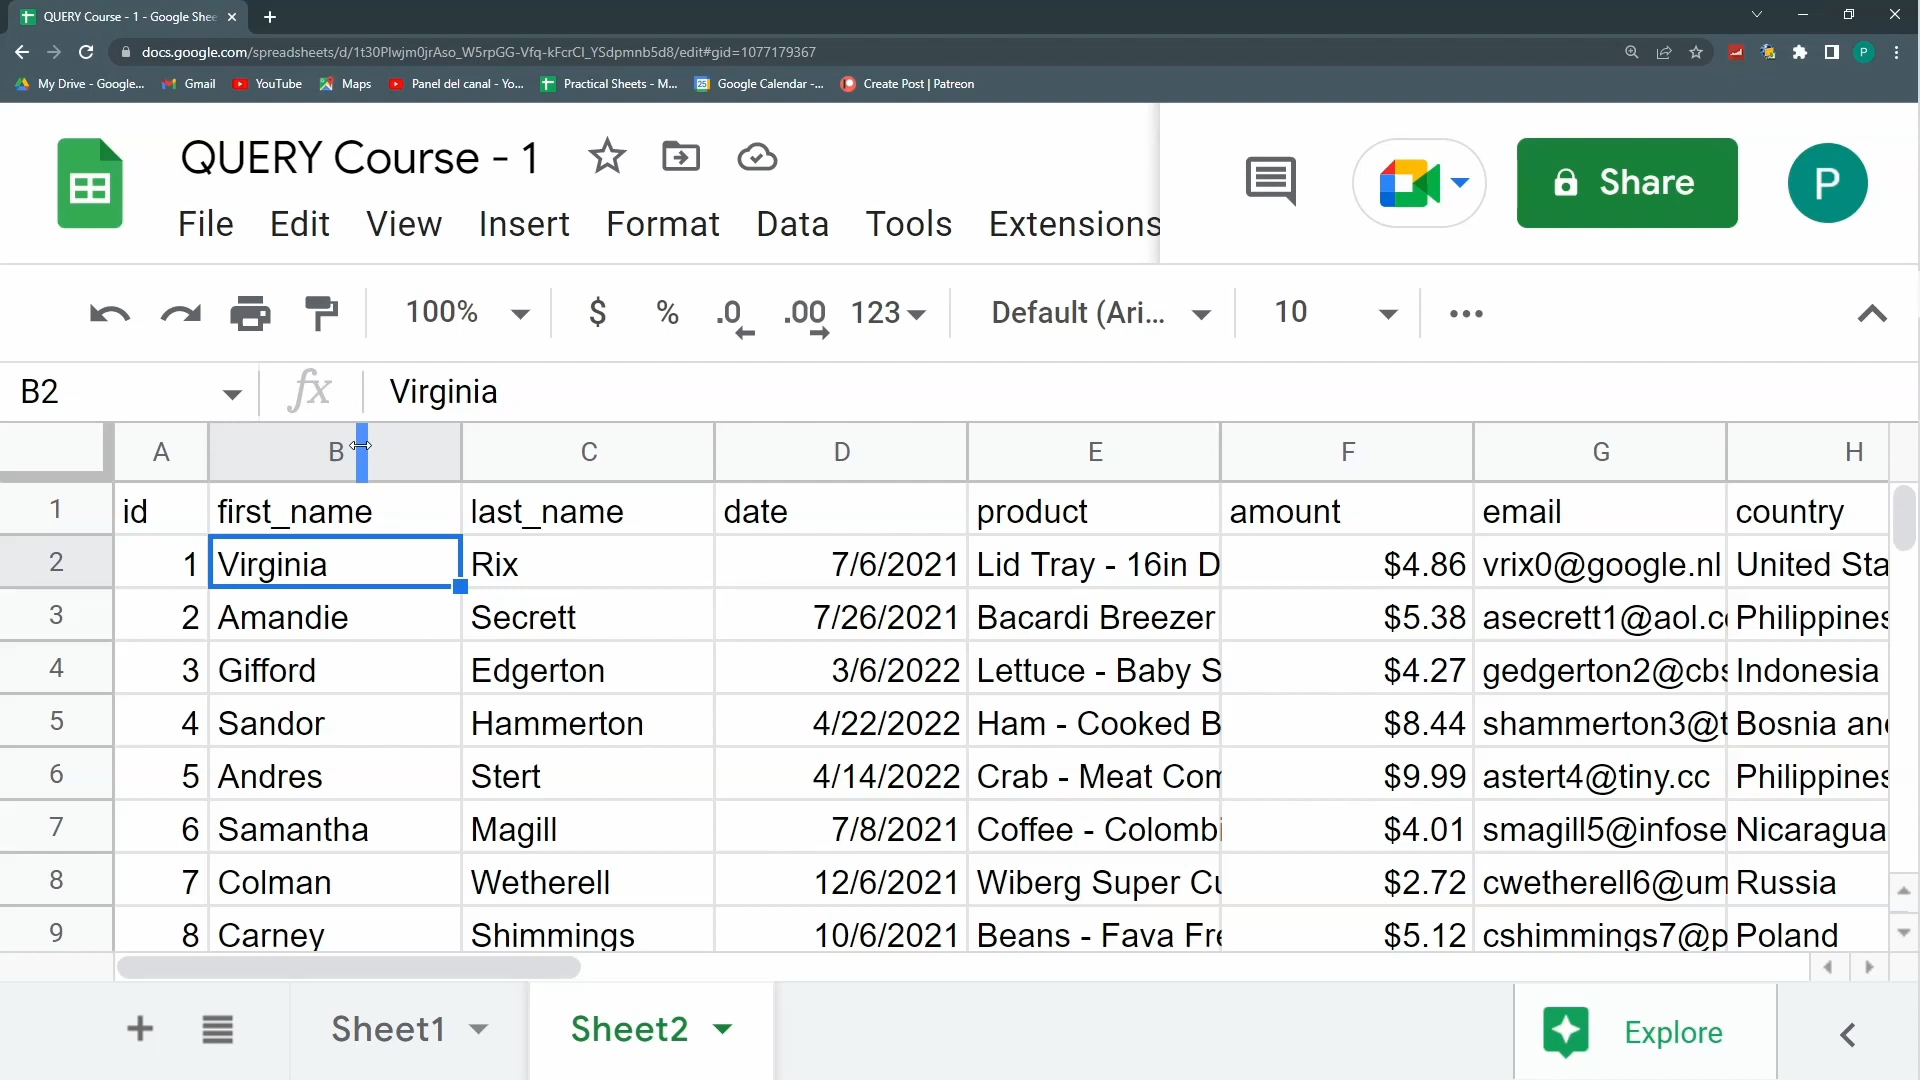 QUERY Course - 1 - Google Shee
docs.google.com/spreadsheets/d/1t30Plwjm0jrAso_W5rpGG-Vfq-kFcrCl_YSdpmnb5d8/edit#gid=1077179367
P
My Drive - Google... Gmail YouTube Maps Panel del canal - Yo... Practical Sheets - M... Google Calendar -... Create Post | Patreon
QUERY Course - 1
File Edit View Insert Format Data Tools Extensions
Share
P
100% $ % .0 .00 123 Default (Ari... 10
B2 fx Virginia
A B C D E F G H
1 id first_name last_name date product amount email country
2 1 Virginia Rix 7/6/2021 Lid Tray - 16in D $4.86 vrix0@google.nl United Sta
3 2 Amandie Secrett 7/26/2021 Bacardi Breezer $5.38 asecrett1@aol.c Philippines
4 3 Gifford Edgerton 3/6/2022 Lettuce - Baby S $4.27 gedgerton2@cbs Indonesia
5 4 Sandor Hammerton 4/22/2022 Ham - Cooked B $8.44 shammerton3@t Bosnia and
6 5 Andres Stert 4/14/2022 Crab - Meat Com $9.99 astert4@tiny.cc Philippines
7 6 Samantha Magill 7/8/2021 Coffee - Colombi $4.01 smagill5@infose Nicaragua
8 7 Colman Wetherell 12/6/2021 Wiberg Super Cu $2.72 cwetherell6@um Russia
9 8 Carney Shimmings 10/6/2021 Beans - Fava Fre $5.12 cshimmings7@p Poland
Sheet1 Sheet2 Explore